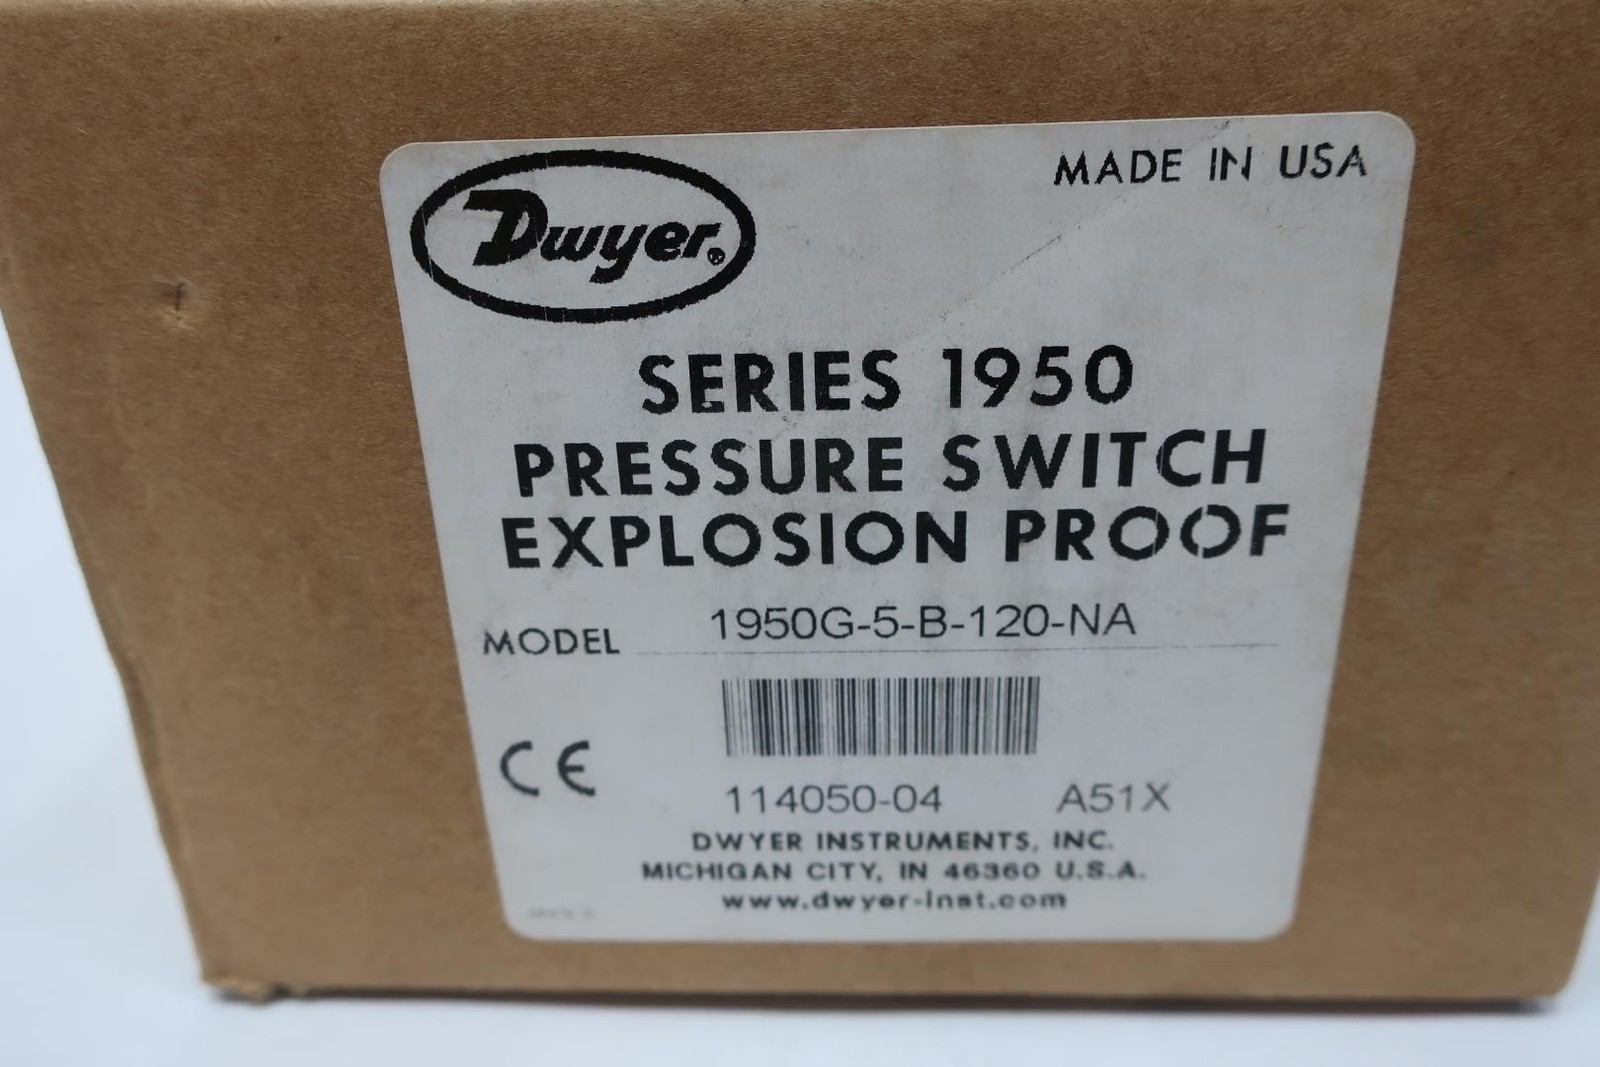 Dwyer®
MADE IN USA
SERIES 1950
PRESSURE SWITCH
EXPLOSION PROOF
MODEL 1950G-5-B-120-NA
CE
114050-04 A51X
DWYER INSTRUMENTS, INC.
MICHIGAN CITY, IN 46360 U.S.A.
www.dwyer-inst.com